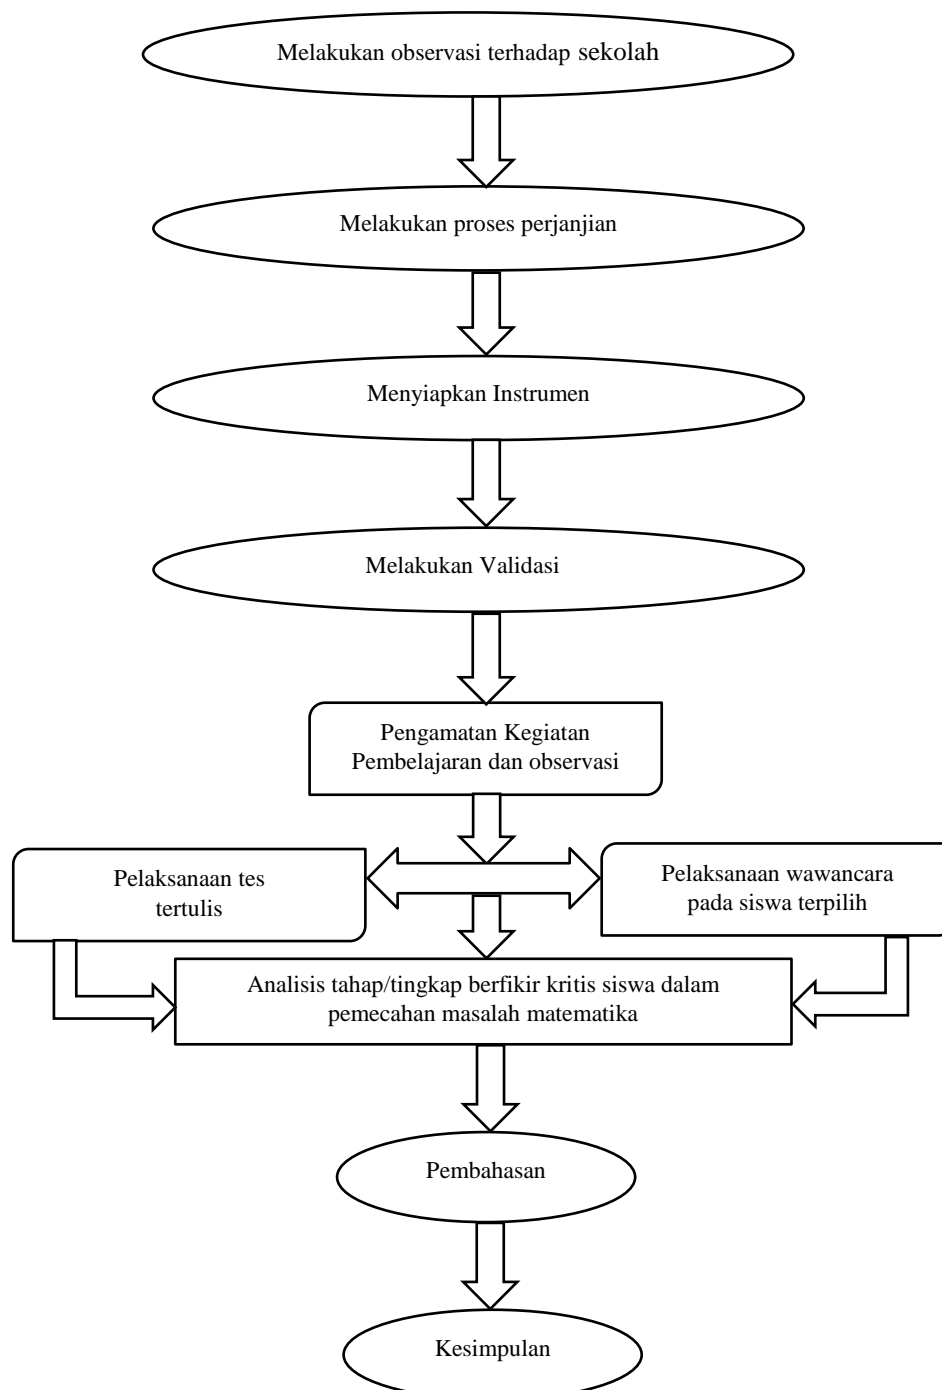 Melakukan observasi terhadap sekolah
Melakukan proses perjanjian
Menyiapkan Instrumen
Melakukan Validasi
Pengamatan Kegiatan
Pembelajaran dan observasi
Pelaksanaan tes
tertulis
Pelaksanaan wawancara
pada siswa terpilih
Analisis tahap/tingkap berfikir kritis siswa dalam
pemecahan masalah matematika
Pembahasan
Kesimpulan